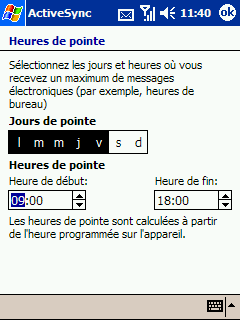 ActiveSync 11:40 ok
Heures de pointe
Sélectionnez les jours et heures où vous
recevez un maximum de messages
électroniques (par exemple, heures de
bureau)
Jours de pointe
l m m j v s d
Heures de pointe
Heure de début: Heure de fin:
09:00 18:00
Les heures de pointe sont calculées à partir
de l'heure programmée sur l'appareil.